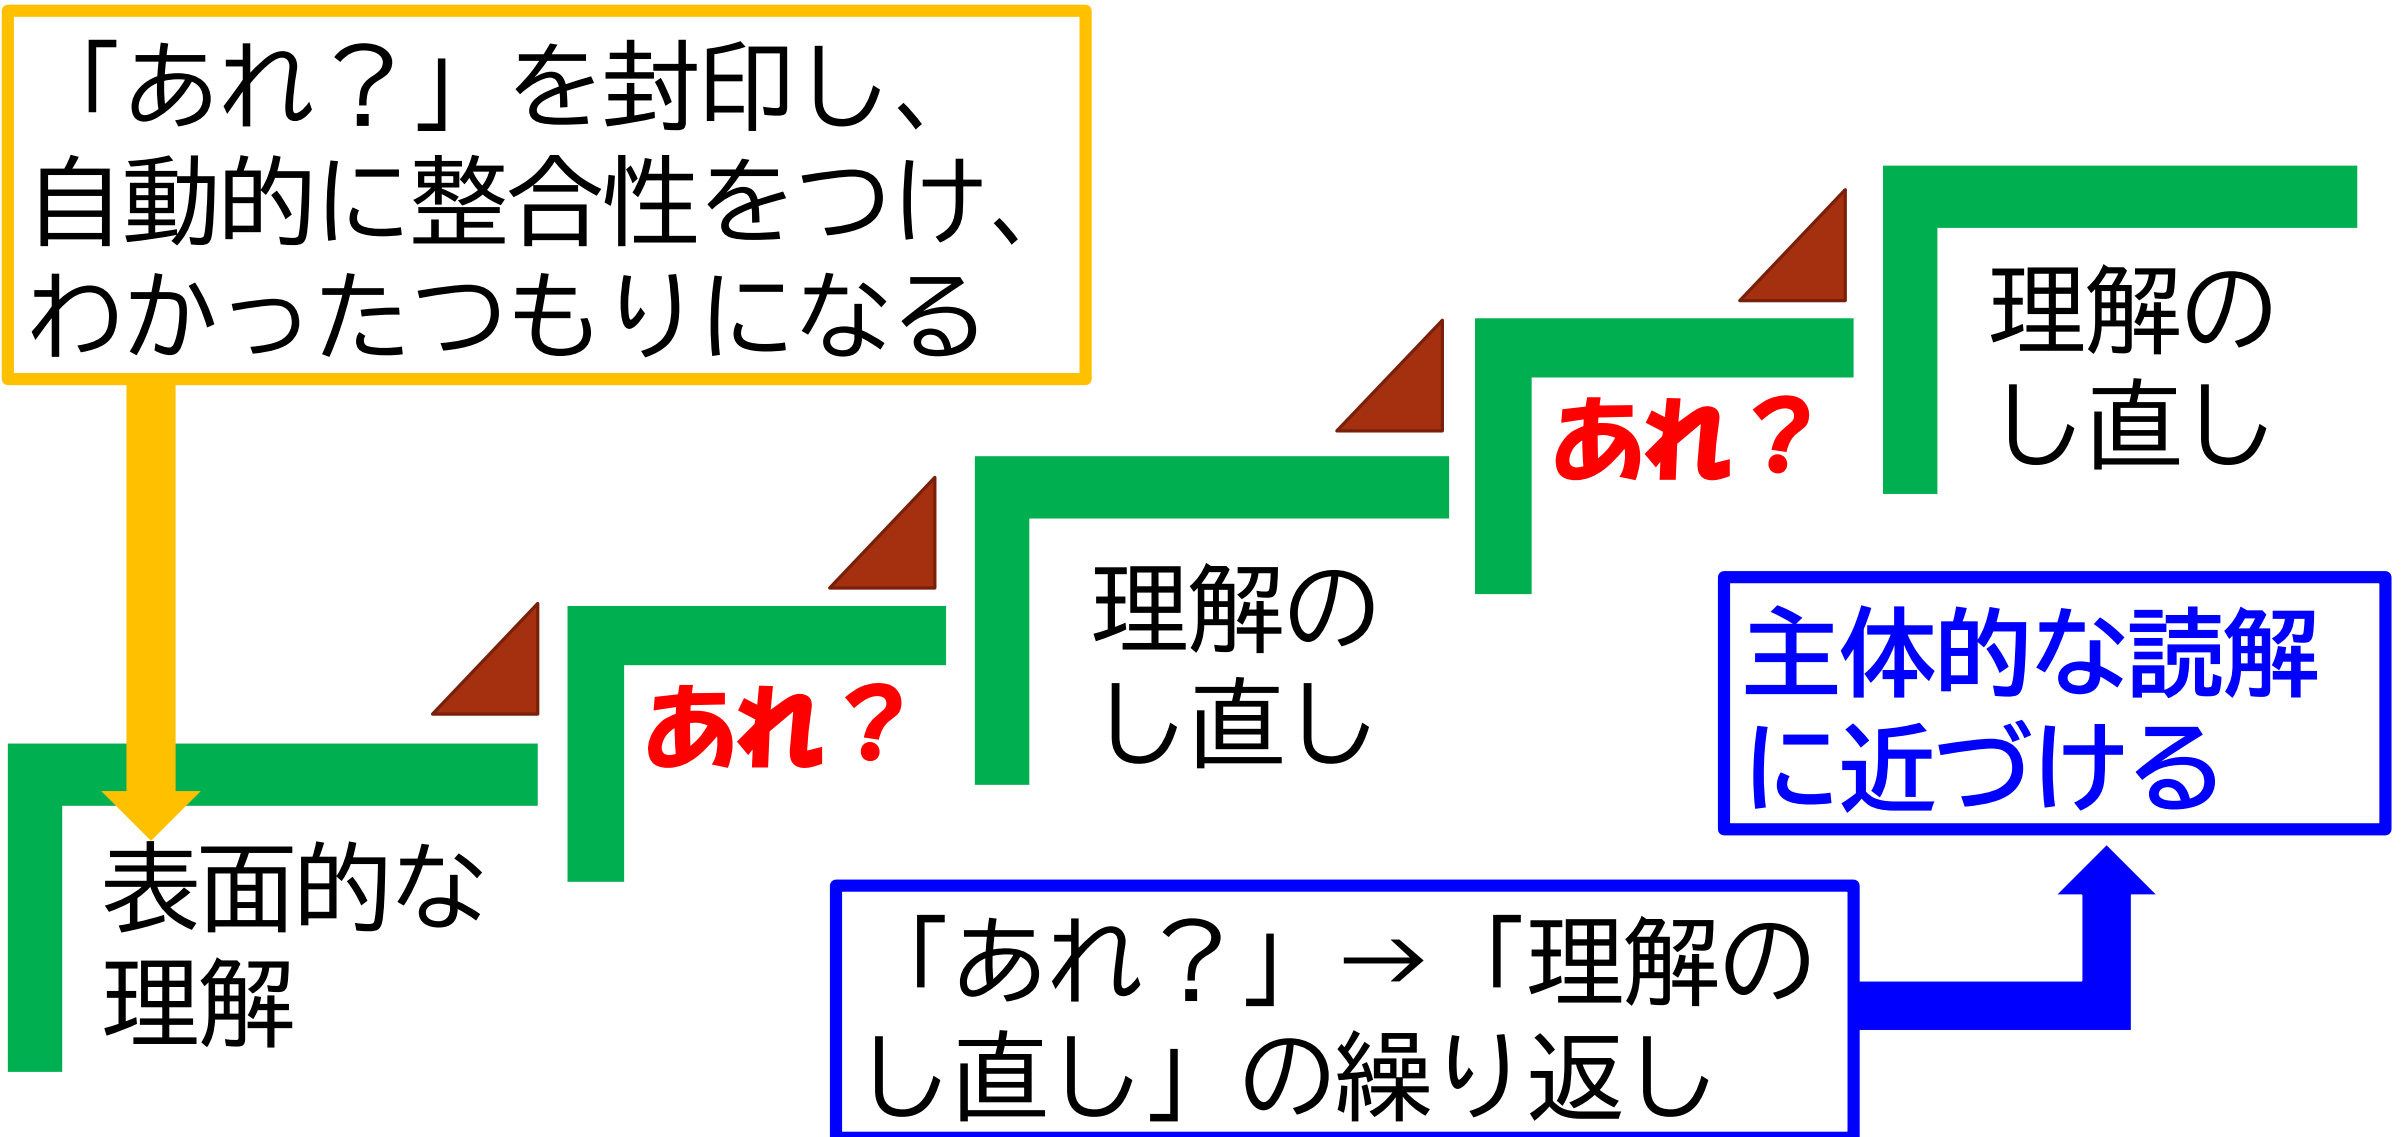 「あれ？」を封印し、
自動的に整合性をつけ、
わかったつもりになる
表面的な
理解
あれ？
理解の
し直し
あれ？
理解の
し直し
主体的な読解
に近づける
「あれ？」→「理解の
し直し」の繰り返し